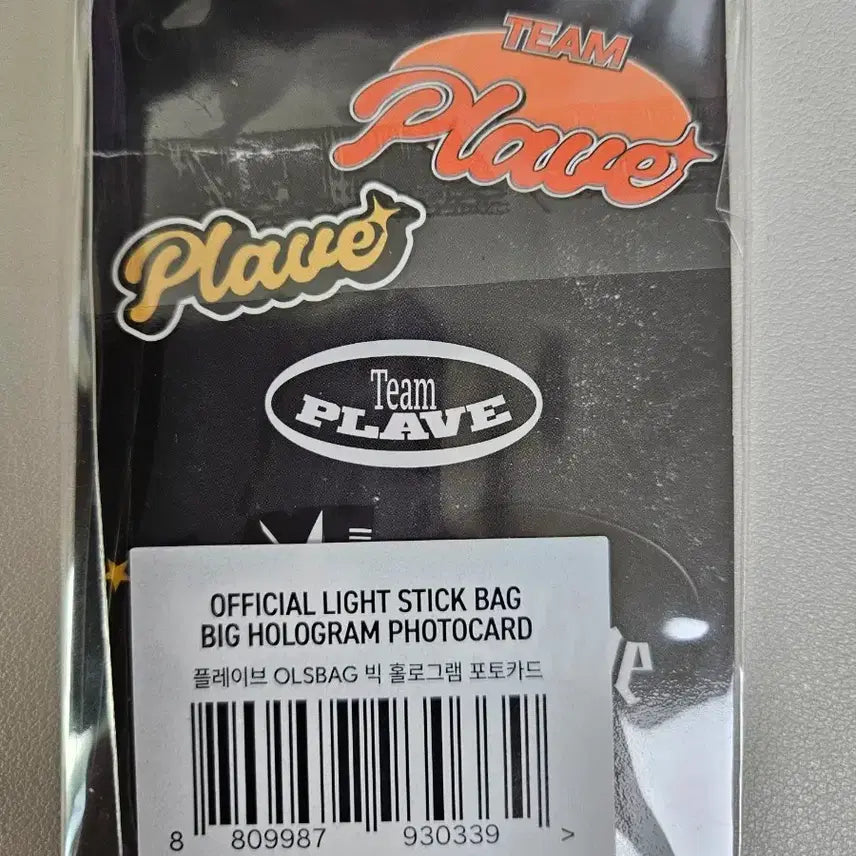 TEAM
Plave
Plave
Team
PLAVE
OFFICIAL LIGHT STICK BAG
BIG HOLOGRAM PHOTOCARD
플레이브 OLSBAG 빅 홀로그램 포토카드
8 809987 930339 >